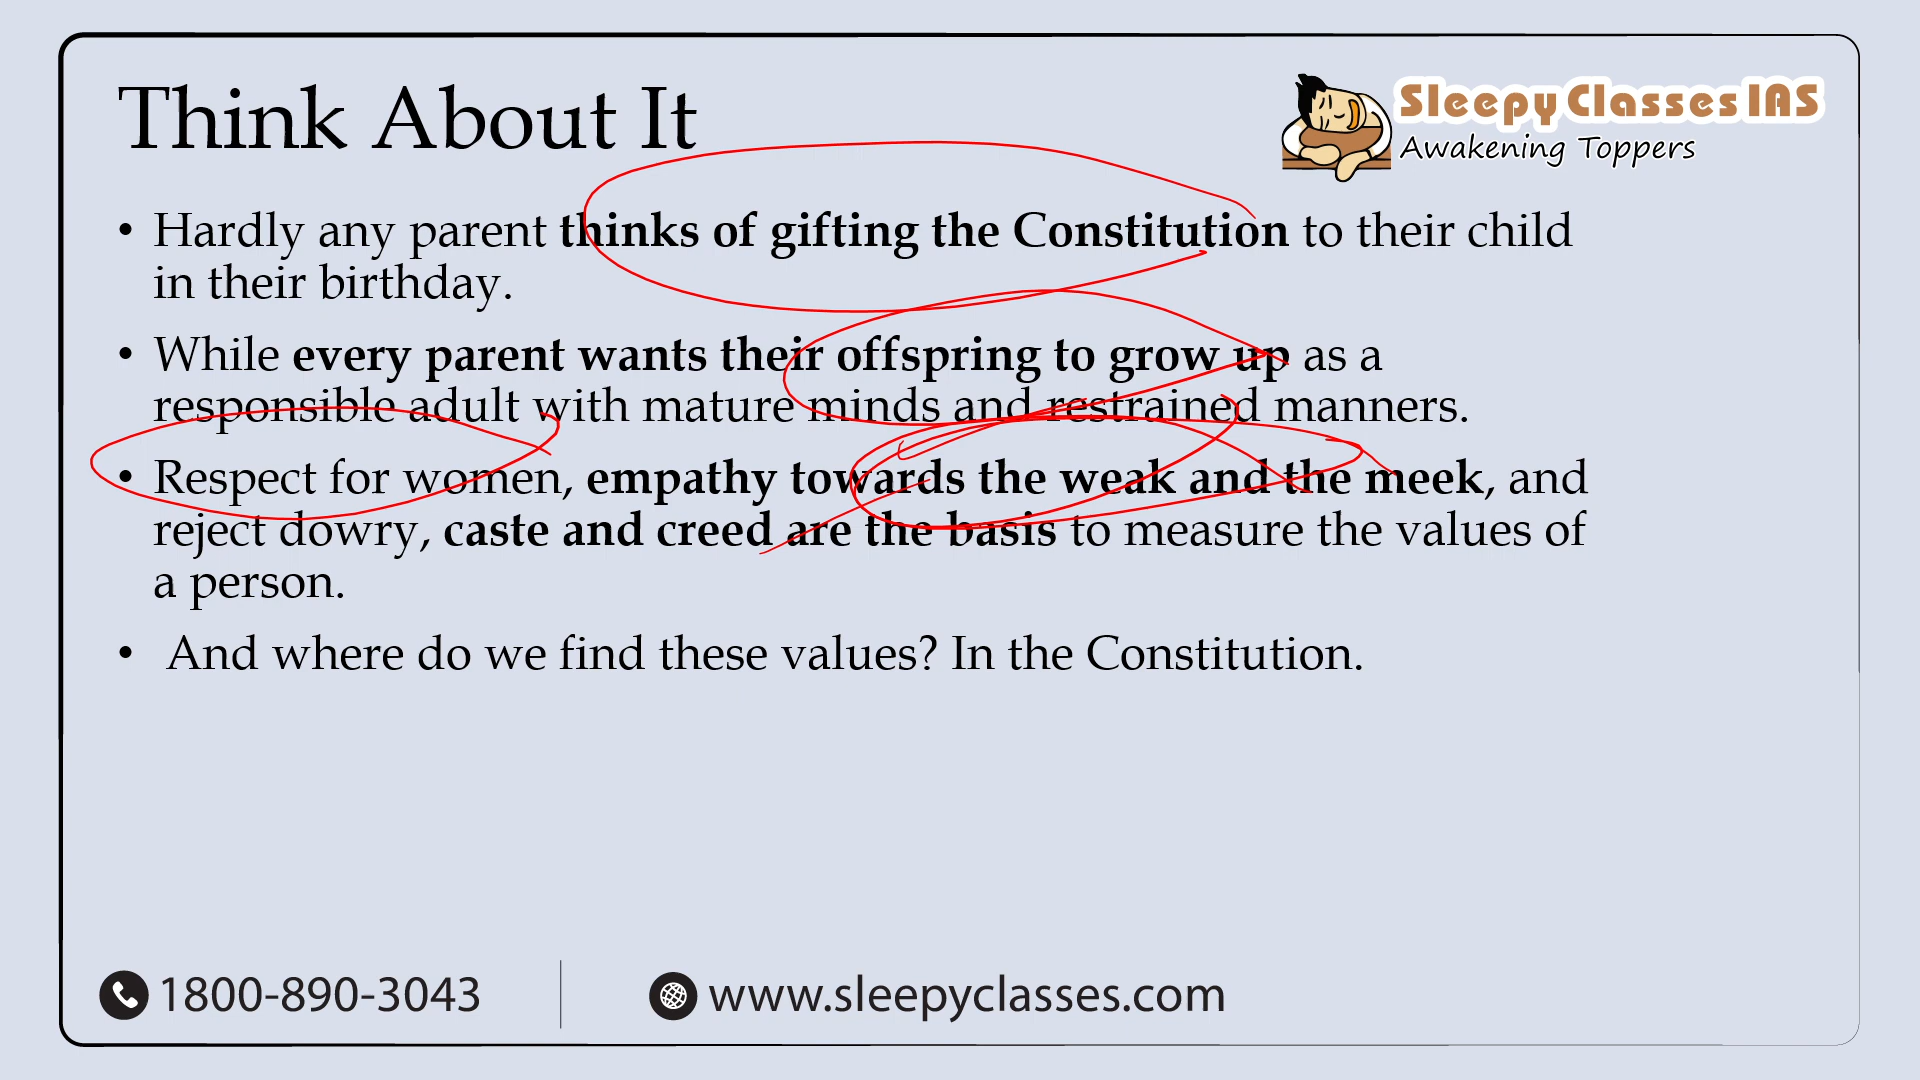 Think About It
Sleepy Classes IAS
Awakening Toppers
• Hardly any parent thinks of gifting the Constitution to their child
in their birthday.
• While every parent wants their offspring to grow up as a
responsible adult with mature minds and restrained manners.
• Respect for women, empathy towards the weak and the meek, and
reject dowry, caste and creed are the basis to measure the values of
a person.
• And where do we find these values? In the Constitution.
1800-890-3043
www.sleepyclasses.com